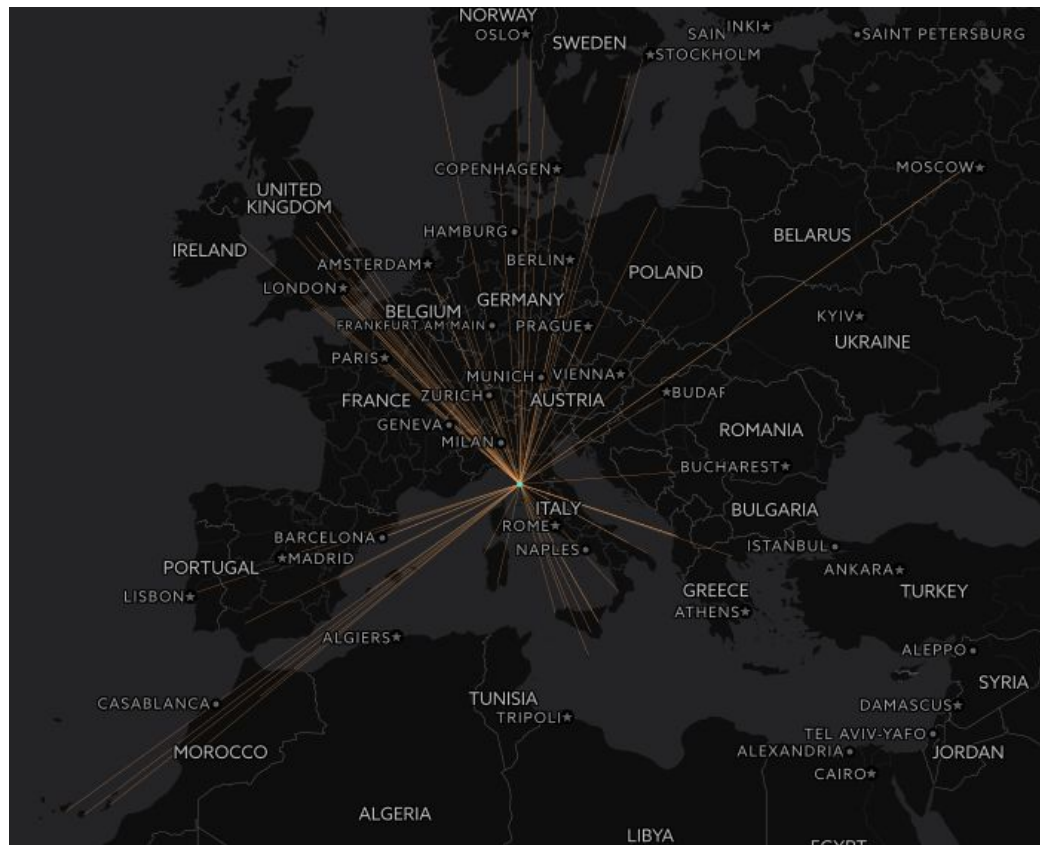 NORWAY
OSLO
SWEDEN
SAIN
INKI
STOCKHOLM
SAINT PETERSBURG
COPENHAGEN
MOSCOW
UNITED
KINGDOM
IRELAND
HAMBURG
BELARUS
AMSTERDAM
BERLIN
POLAND
LONDON
BELGIUM
GERMANY
FRANKFURT AM MAIN
PRAGUE
KYIV
UKRAINE
PARIS
MUNICH
VIENNA
ZURICH
FRANCE
AUSTRIA
BUDAP
GENEVA
MILAN
ROMANIA
BUCHAREST
ITALY
BULGARIA
ROME
BARCELONA
NAPLES
ISTANBUL
MADRID
PORTUGAL
ANKARA
LISBON
GREECE
TURKEY
ATHENS
ALGIERS
ALEPPO
SYRIA
CASABLANCA
TUNISIA
DAMASCUS
TRIPOLI
TEL AVIV-YAFO
MOROCCO
ALEXANDRIA
JORDAN
CAIRO
ALGERIA
LIBYA
EGYPT